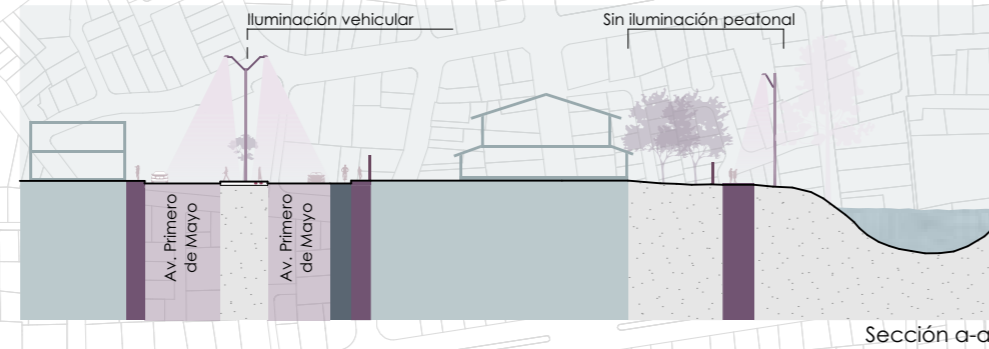 Iluminación vehicular
Sin iluminación peatonal
Av. Primero
de Mayo
Av. Primero
de Mayo
Sección a-a